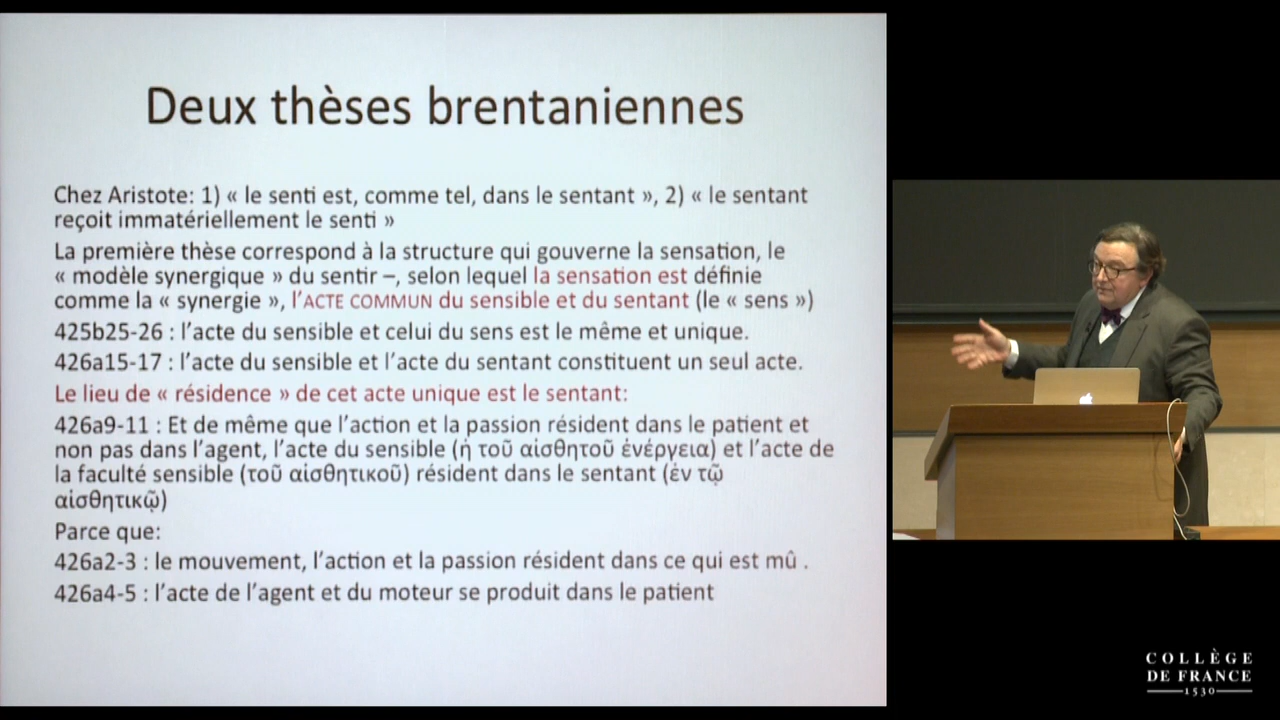 Deux thèses brentaniennes
Chez Aristote: 1) « le senti est, comme tel, dans le sentant », 2) « le sentant
reçoit immatériellement le senti »
La première thèse correspond à la structure qui gouverne la sensation, le
« modèle synergique » du sentir –, selon lequel la sensation est définie
comme la « synergie », l’ACTE COMMUN du sensible et du sentant (le « sens »)
425b25-26 : l’acte du sensible et celui du sens est le même et unique.
426a15-17 : l’acte du sensible et l’acte du sentant constituent un seul acte.
Le lieu de « résidence » de cet acte unique est le sentant:
426a9-11 : Et de même que l’action et la passion résident dans le patient et
non pas dans l’agent, l’acte du sensible (ἡ τοῦ αἰσθητοῦ ἐνέργεια) et l’acte de
la faculté sensible (τοῦ αἰσθητικοῦ) résident dans le sentant (ἐν τῷ
αἰσθητικῷ)
Parce que:
426a2-3 : le mouvement, l’action et la passion résident dans ce qui est mû .
426a4-5 : l’acte de l’agent et du moteur se produit dans le patient
COLLÈGE
DE FRANCE
1530